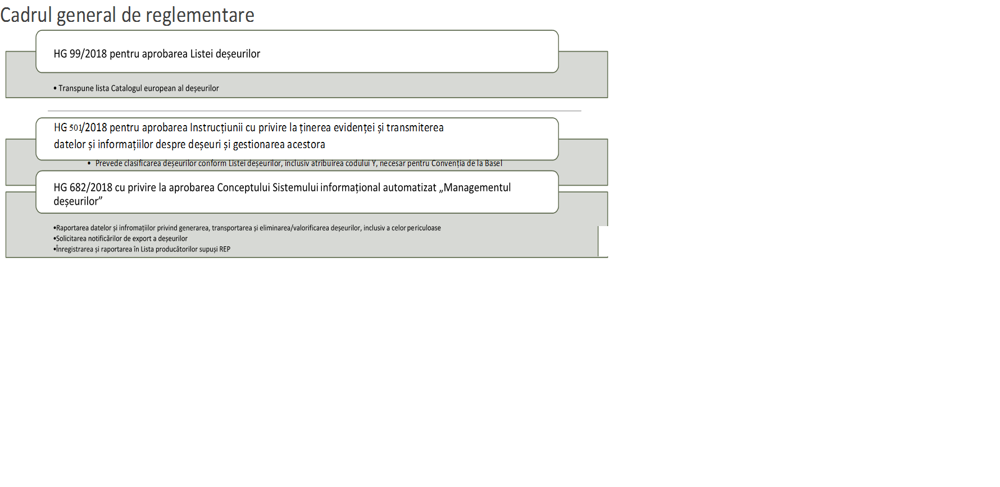 Cadrul general de reglementare
HG 99/2018 pentru aprobarea Listei deșeurilor
• Transpune lista Catalogul european al deșeurilor
HG 501/2018 pentru aprobarea Instrucțiunii cu privire la ținerea evidenței și transmiterea
datelor și informațiilor despre deșeuri și gestionarea acestora
• Prevede clasificarea deșeurilor conform Listei deșeurilor, inclusiv atribuirea codului Y, necesar pentru Convenția de la Basel
HG 682/2018 cu privire la aprobarea Conceptului Sistemului informațional automatizat „Managementul
deșeurilor”
•Raportarea datelor și infromațiilor privind generarea, transportarea și eliminarea/valorificarea deșeurilor, inclusiv a celor periculoase
•Solicitarea notificărilor de export a deșeurilor
•Înregistrarea și raportarea în Lista producătorilor supuși REP